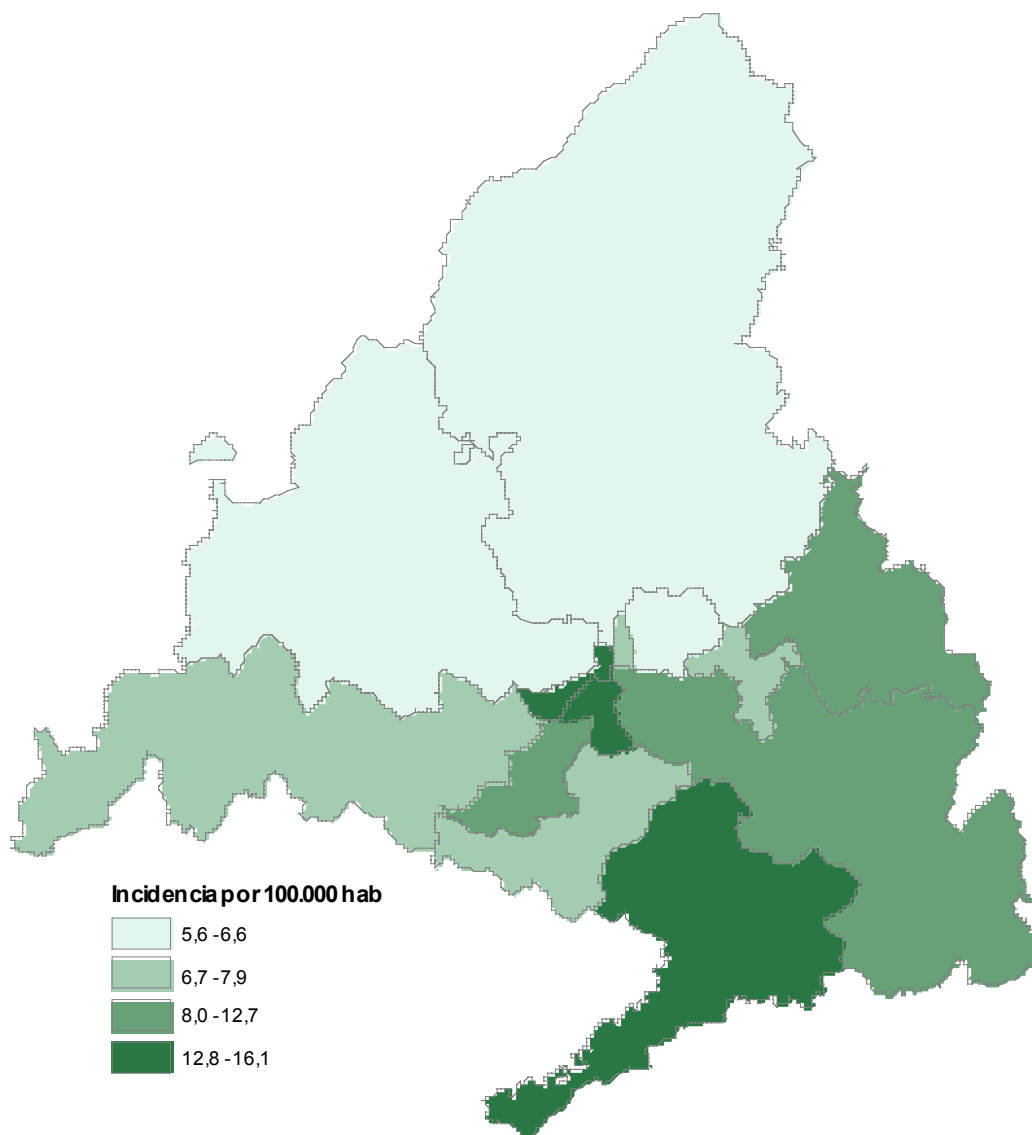 Incidencia por 100.000 hab
5,6 - 6,6
6,7 - 7,9
8,0 - 12,7
12,8 - 16,1